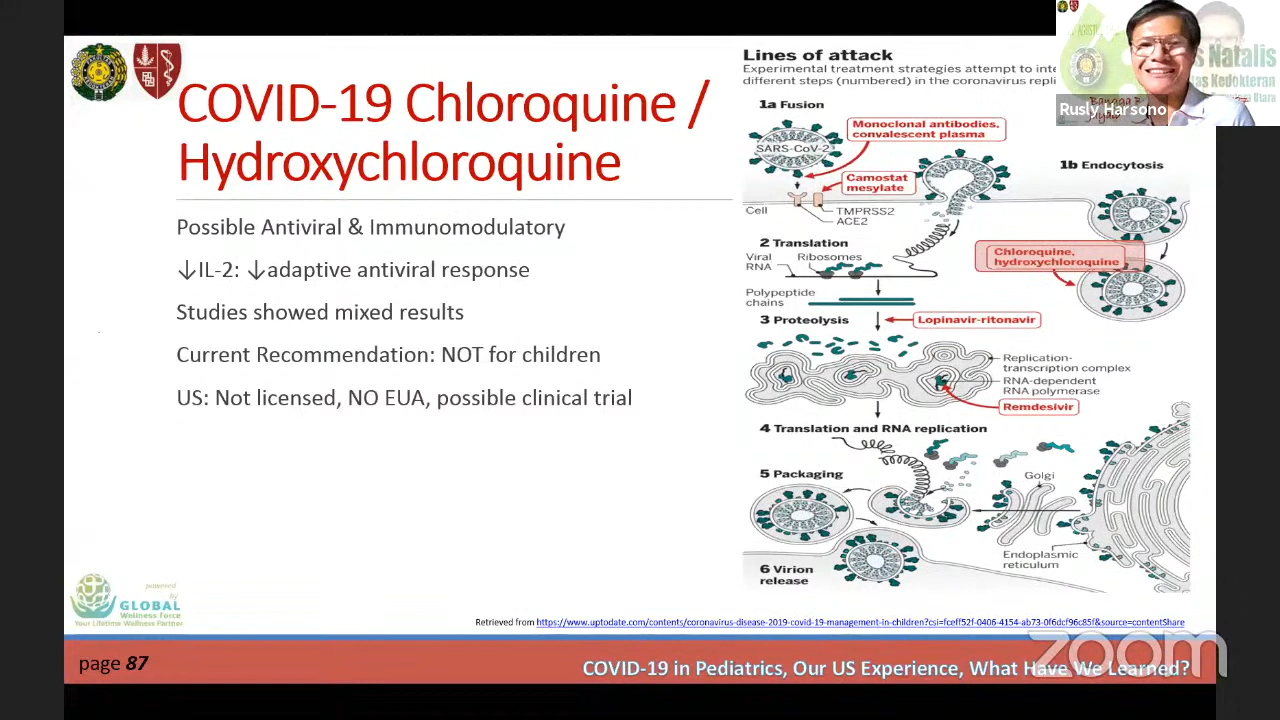 COVID-19 Chloroquine /
Hydroxychloroquine
Possible Antiviral & Immunomodulatory
↓IL-2: ↓adaptive antiviral response
Studies showed mixed results
Current Recommendation: NOT for children
US: Not licensed, NO EUA, possible clinical trial
Lines of attack
Experimental treatment strategies attempt to
different steps (numbered) in the coronavirus
1a Fusion
Monoclonal antibodies,
convalescent plasma
SARS-CoV-2
Camostat
mesylate
Cell
TMPRSS2
ACE2
1b Endocytosis
Chloroquine,
hydroxychloroquine
2 Translation
Viral
RNA
Ribosomes
Polypeptide
chains
3 Proteolysis
Lopinavir-ritonavir
Replication-
transcription complex
RNA-dependent
RNA polymerase
Remdesivir
4 Translation and RNA replication
5 Packaging
Golgi
Endoplasmic
reticulum
6 Virion
release
Rusly Harsono
Natalis
Kedokteran
Utara
powered
by
GLOBAL
Wellness Force
Your Lifetime Wellness Partner
Retrieved from https://www.uptodate.com/contents/coronavirus-disease-2019-covid-19-management-in-children?csi=fceff52f-0406-4154-ab73-0f6dcf96c85f&source=contentShare
page 87
COVID-19 in Pediatrics, Our US Experience, What Have We Learned?
zoom